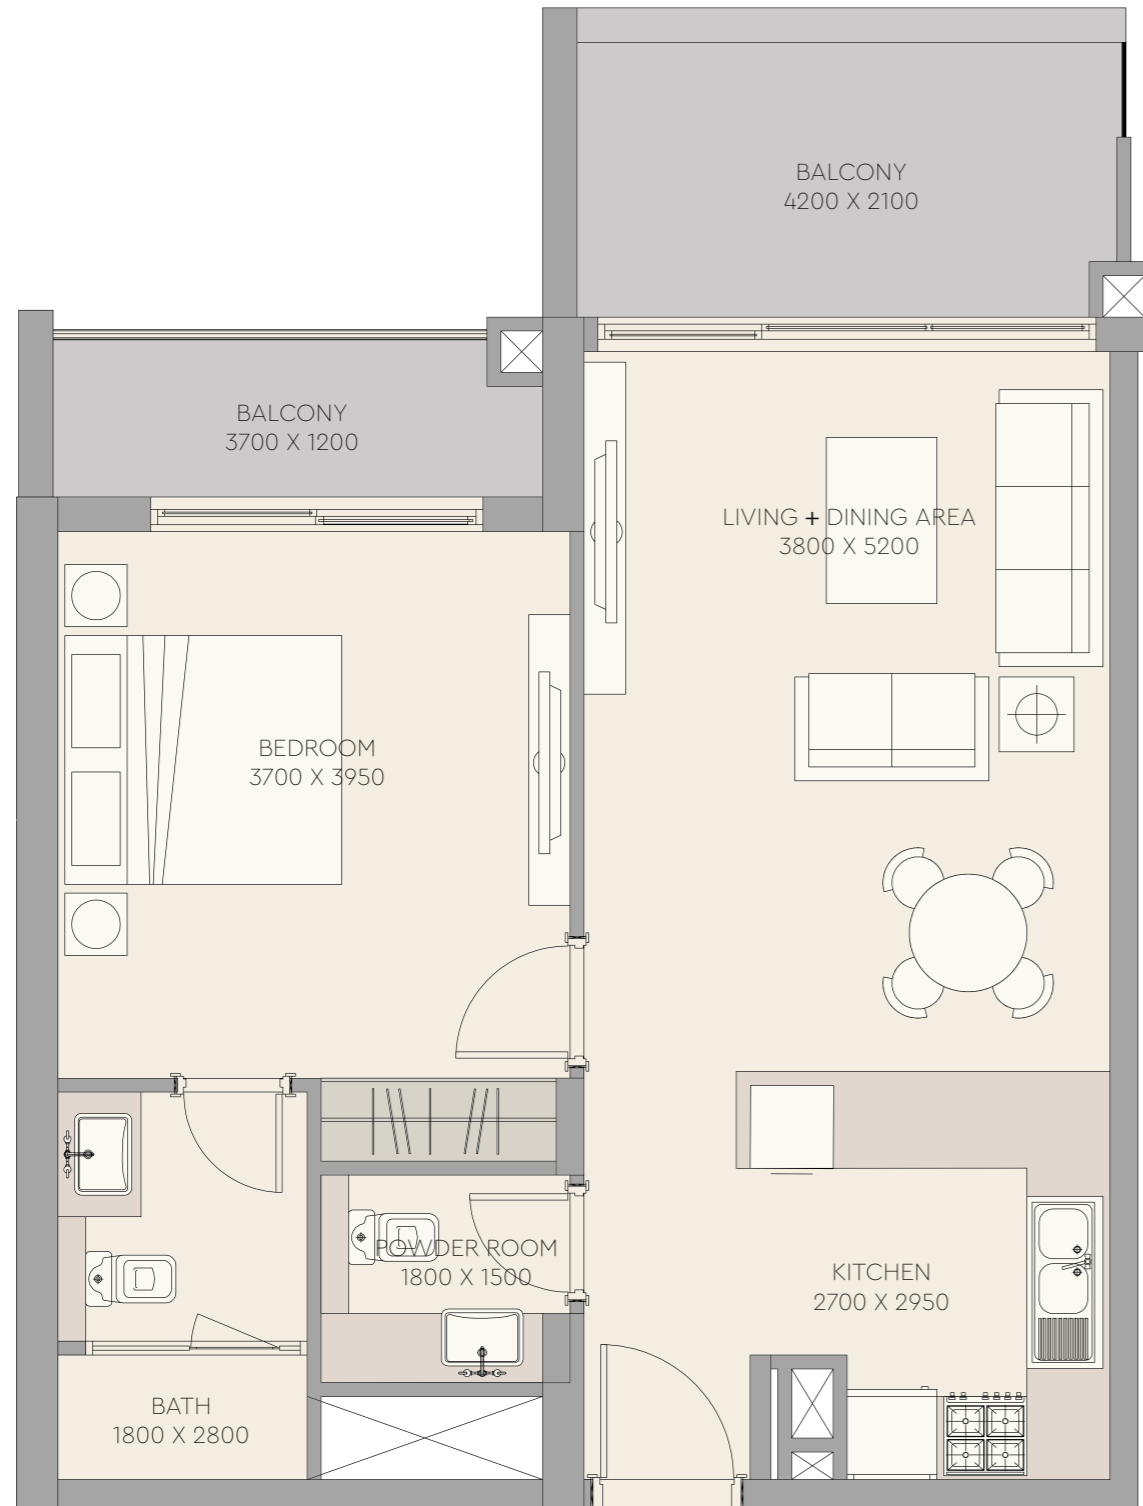 BALCONY
4200 X 2100
BALCONY
3700 X 1200
LIVING + DINING AREA
3800 X 5200
BEDROOM
3700 X 3950
POWDER ROOM
1800 X 1500
KITCHEN
2700 X 2950
BATH
1800 X 2800